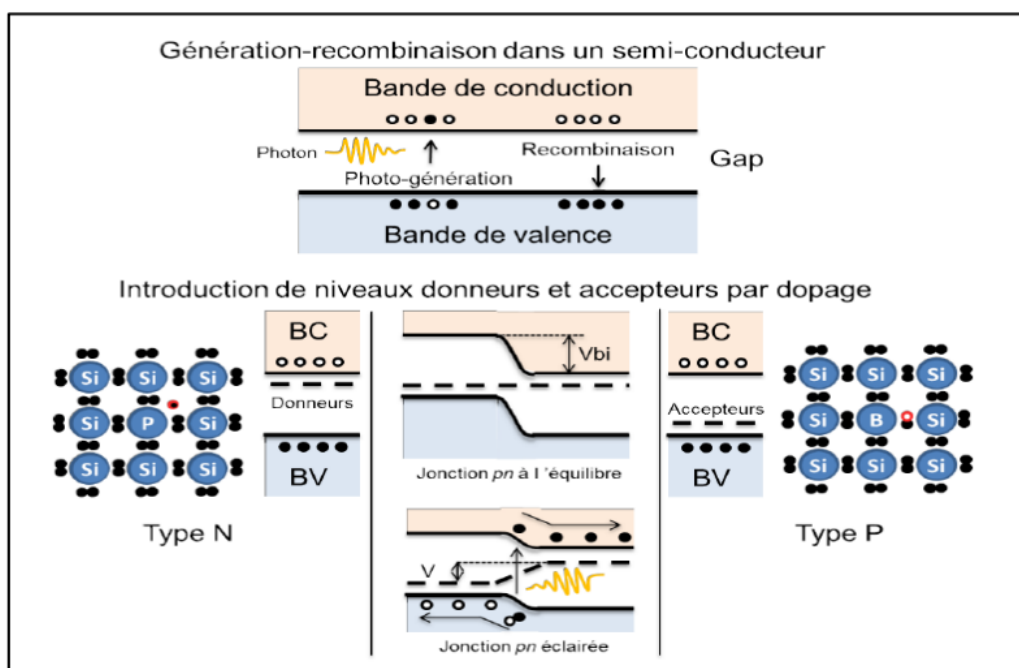 Génération-recombinaison dans un semi-conducteur
Bande de conduction
Photon
Recombinaison
Gap
Photo-génération
Bande de valence
Introduction de niveaux donneurs et accepteurs par dopage
BC
Vbi
BC
Si Si Si
Donneurs
Accepteurs
Si Si Si
Si P Si
Si B Si
Si Si Si
BV
Jonction pn à l 'équilibre
BV
Si Si Si
Type N
Type P
V
Jonction pn éclairée